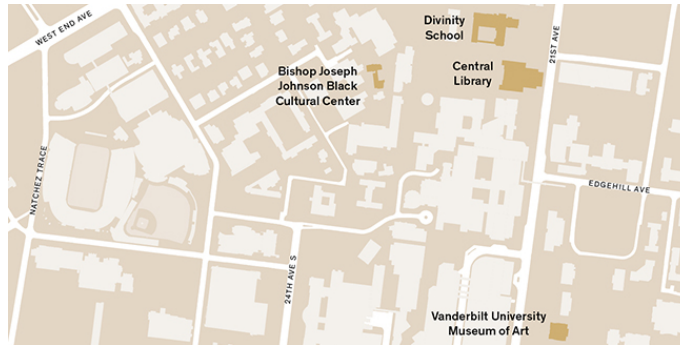 WEST END AVE
Divinity
School
21ST AVE
Bishop Joseph
Johnson Black
Cultural Center
Central
Library
NATCHEZ TRACE
EDGEHILL AVE
24TH AVE S
Vanderbilt University
Museum of Art